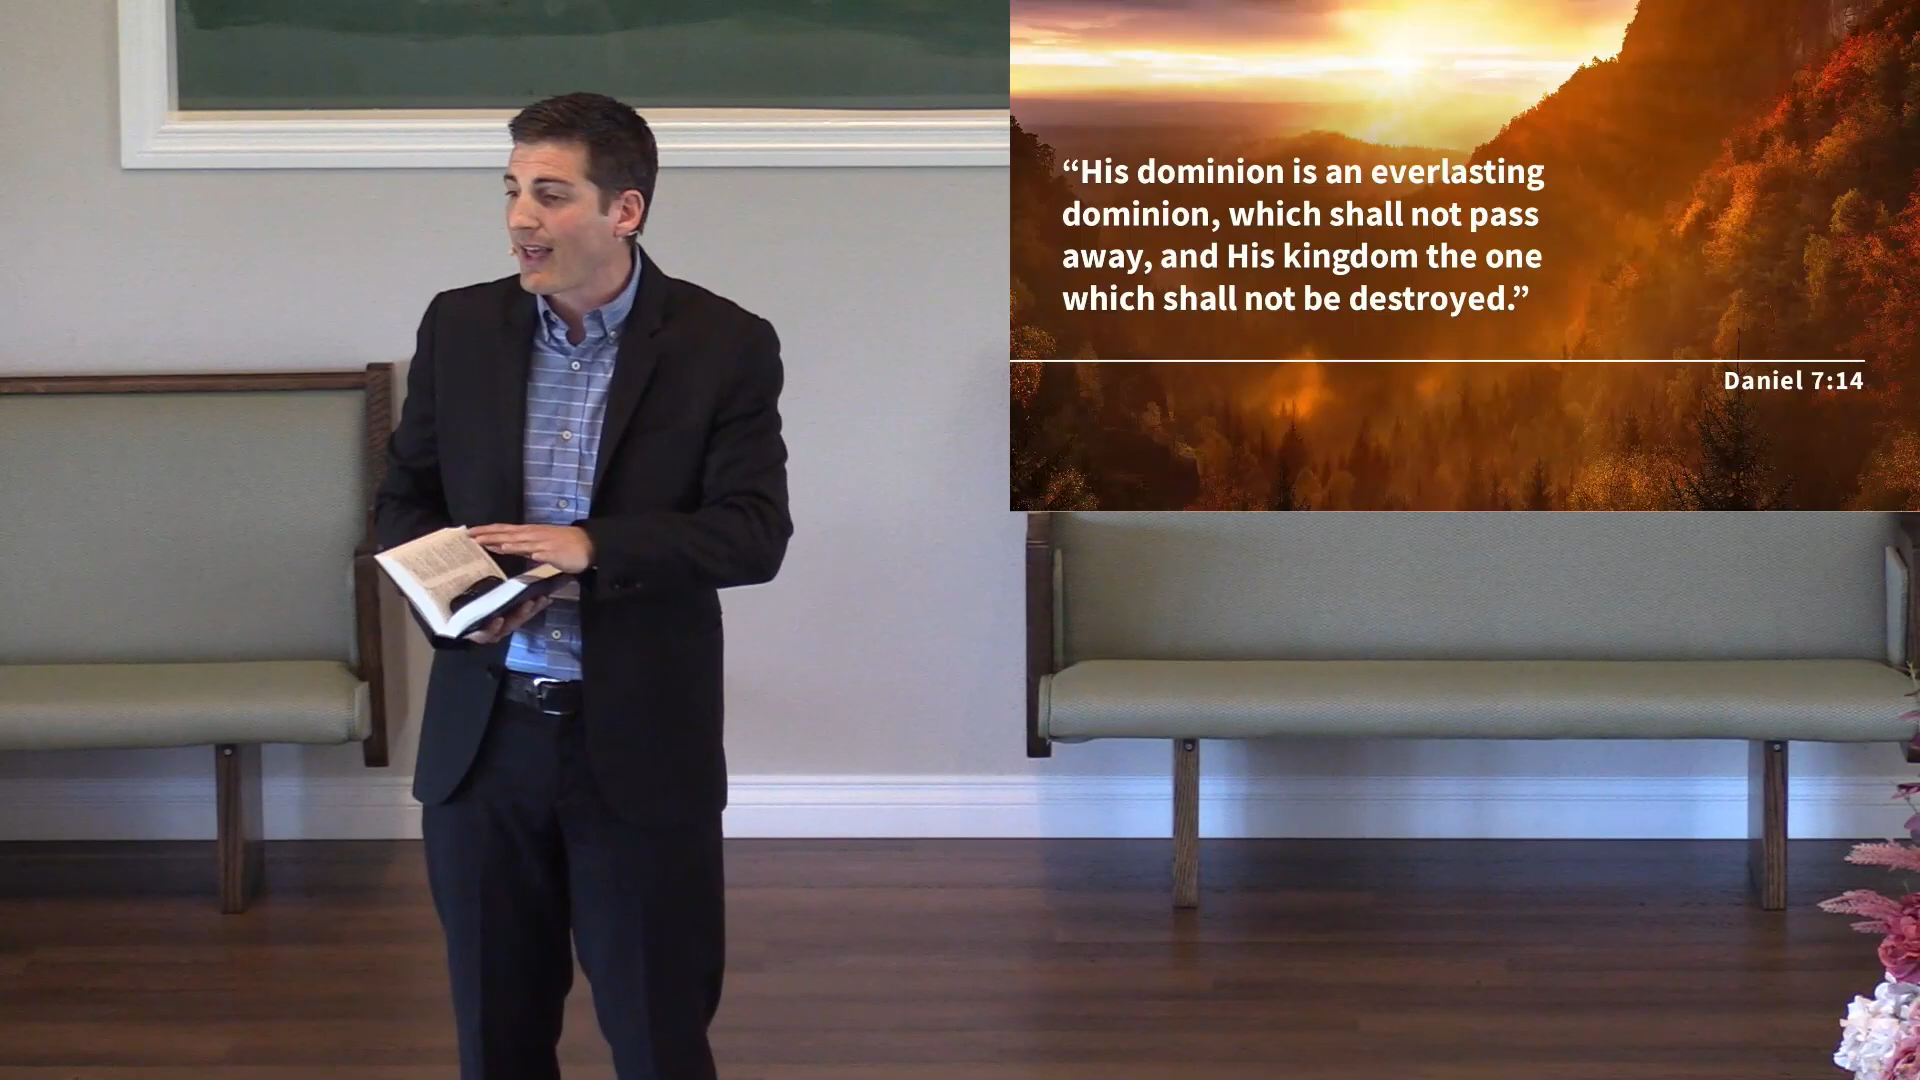 “His dominion is an everlasting
dominion, which shall not pass
away, and His kingdom the one
which shall not be destroyed.”
Daniel 7:14